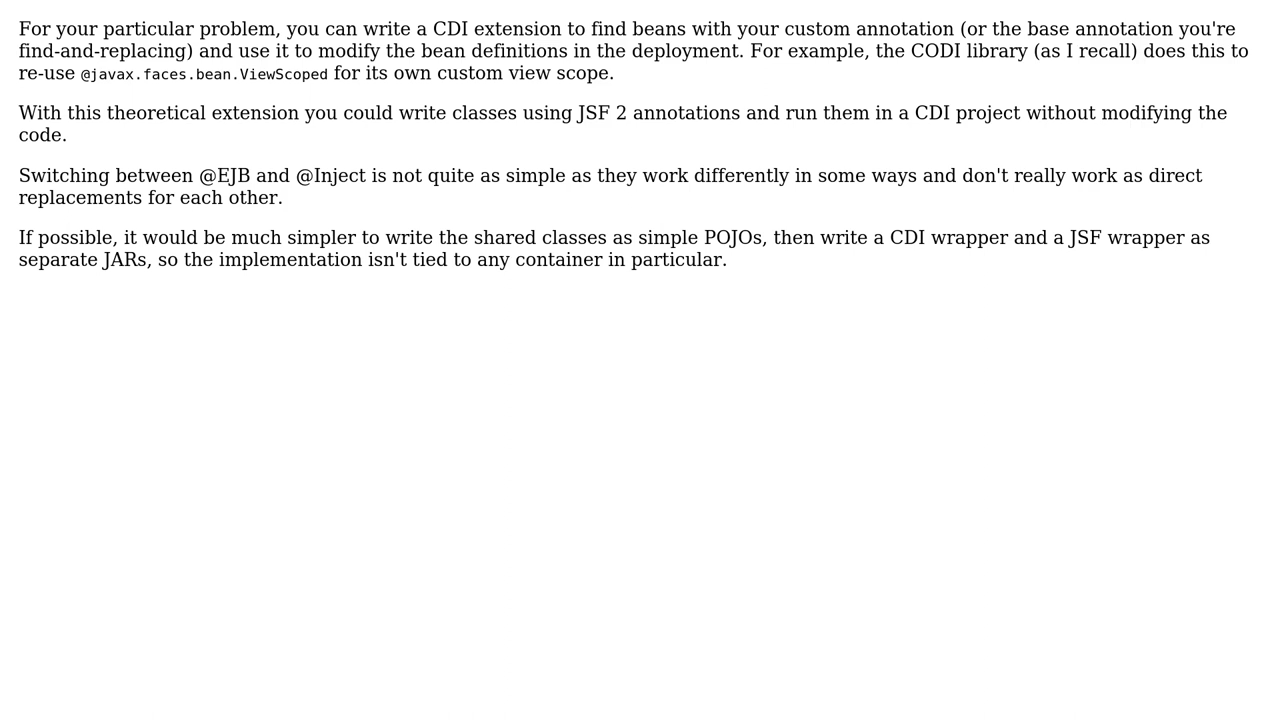 For your particular problem, you can write a CDI extension to find beans with your custom annotation (or the base annotation you're
find-and-replacing) and use it to modify the bean definitions in the deployment. For example, the CODI library (as I recall) does this to
re-use @javax.faces.bean.ViewScoped for its own custom view scope.
With this theoretical extension you could write classes using JSF 2 annotations and run them in a CDI project without modifying the
code.
Switching between @EJB and @Inject is not quite as simple as they work differently in some ways and don't really work as direct
replacements for each other.
If possible, it would be much simpler to write the shared classes as simple POJOs, then write a CDI wrapper and a JSF wrapper as
separate JARs, so the implementation isn't tied to any container in particular.